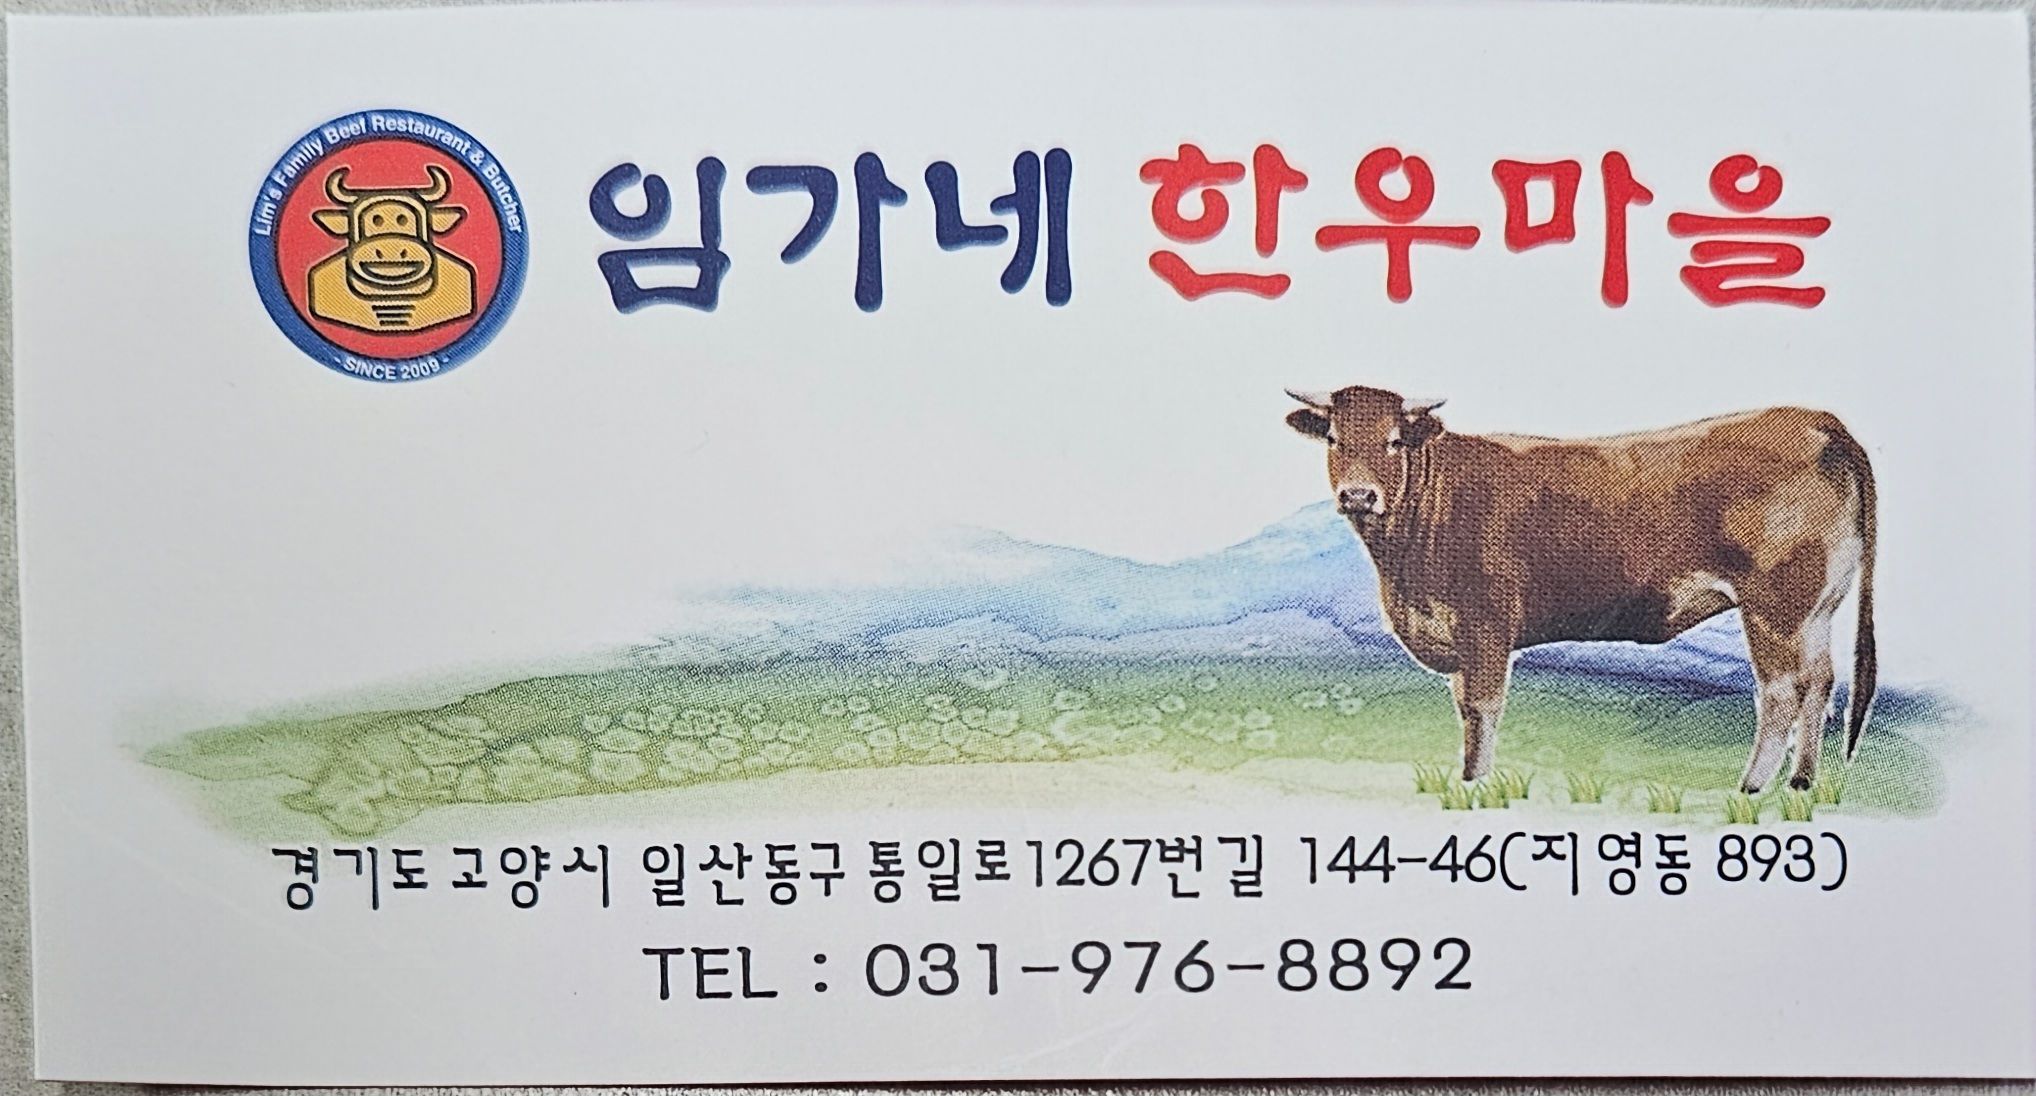 Lim's Family Beef Restaurant & Butcher
- SINCE 2009 -
임가네 한우마을
경기도 고양시 일산동구 통일로1267번길 144-46(지영동 893)
TEL : 031-976-8892